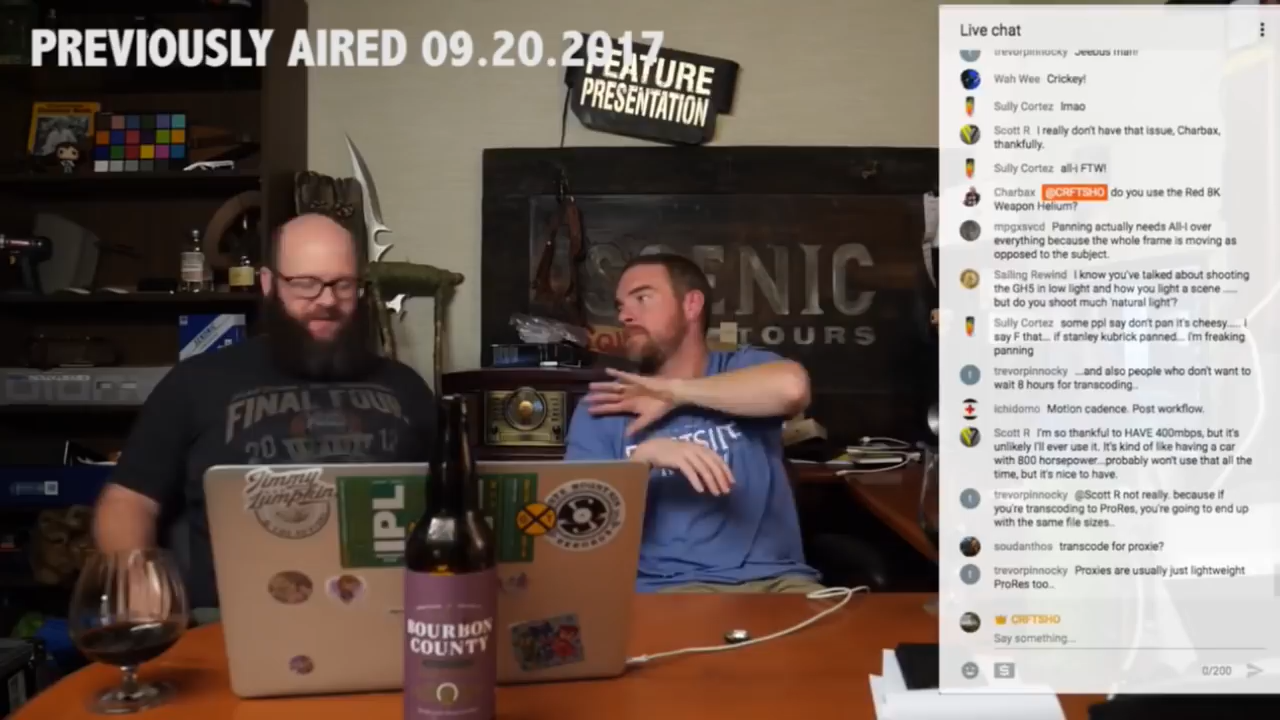 PREVIOUSLY AIRED 09.20.2017
FEATURE
PRESENTATION
SCENIC
TOURS
FINAL FOUR
Jimmy
Lumpkin
IIPL
BOURBON
COUNTY
Live chat
trevorpinnocky Jeebus man!
Wah Wee Crickey!
Sully Cortez lmao
Scott R I really don't have that issue, Charbax,
thankfully.
Sully Cortez all-i FTW!
Charbax @CRFTSHO do you use the Red 8K
Weapon Helium?
mpgxsvcd Panning actually needs All-I over
everything because the whole frame is moving as
opposed to the subject.
Sailing Rewind I know you've talked about shooting
the GH5 in low light and how you light a scene .....
but do you shoot much 'natural light'?
Sully Cortez some ppl say don't pan it's cheesy..... I
say F that... if stanley kubrick panned... i'm freaking
panning
trevorpinnocky ...and also people who don't want to
wait 8 hours for transcoding..
ichidomo Motion cadence. Post workflow.
Scott R I'm so thankful to HAVE 400mbps, but it's
unlikely I'll ever use it. It's kind of like having a car
with 800 horsepower...probably won't use that all the
time, but it's nice to have.
trevorpinnocky @Scott R not really. because if
you're transcoding to ProRes, you're going to end up
with the same file sizes..
soudanthos transcode for proxie?
trevorpinnocky Proxies are usually just lightweight
ProRes too..
CRFTSHO
Say something...
0/200